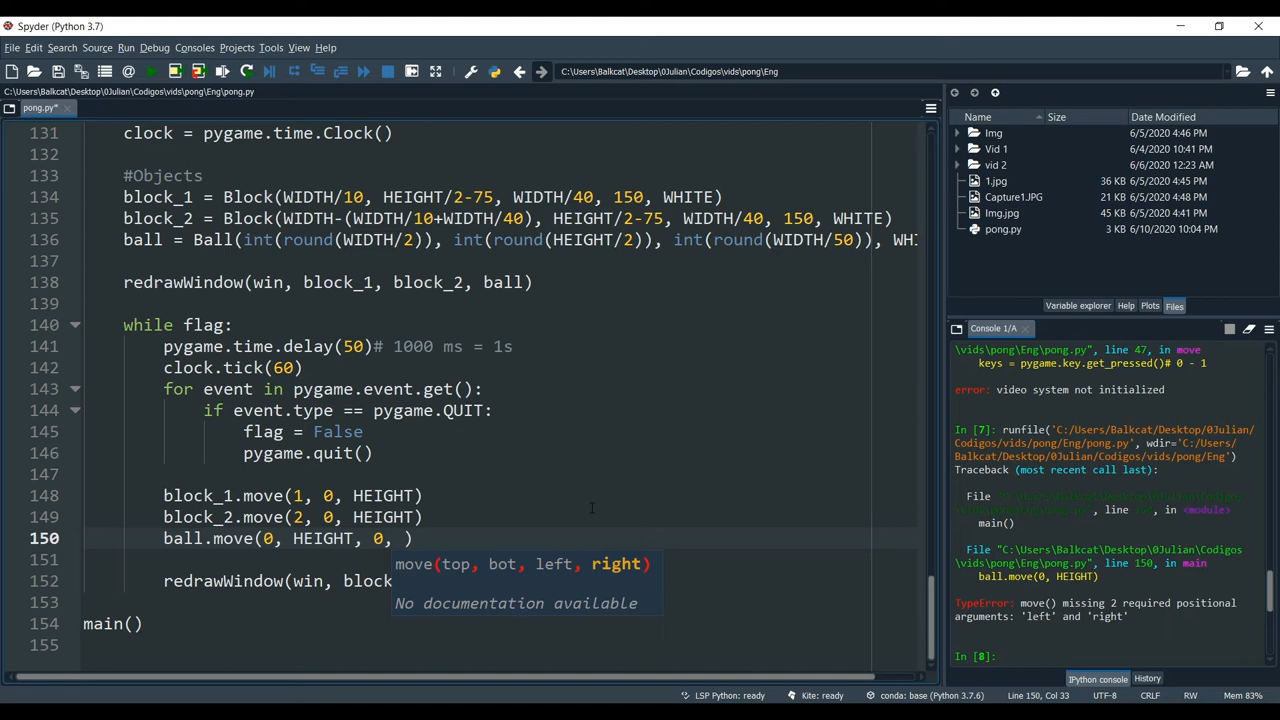 Spyder (Python 3.7)
File Edit Search Source Run Debug Consoles Projects Tools View Help
C:\Users\Balkcat\Desktop\0Julian\Codigos\vids\pong\Eng
C:\Users\Balkcat\Desktop\0Julian\Codigos\vids\pong\Eng\pong.py
pong.py*
131 clock = pygame.time.Clock()
132
133 #Objects
134 block_1 = Block(WIDTH/10, HEIGHT/2-75, WIDTH/40, 150, WHITE)
135 block_2 = Block(WIDTH-(WIDTH/10+WIDTH/40), HEIGHT/2-75, WIDTH/40, 150, WHITE)
136 ball = Ball(int(round(WIDTH/2)), int(round(HEIGHT/2)), int(round(WIDTH/50)), WHI
137
138 redrawWindow(win, block_1, block_2, ball)
139
140 while flag:
141 pygame.time.delay(50)# 1000 ms = 1s
142 clock.tick(60)
143 for event in pygame.event.get():
144 if event.type == pygame.QUIT:
145 flag = False
146 pygame.quit()
147
148 block_1.move(1, 0, HEIGHT)
149 block_2.move(2, 0, HEIGHT)
150 ball.move(0, HEIGHT, 0, )
151
move(top, bot, left, right)
152 redrawWindow(win, block
No documentation available
153
154 main()
155
Name Size Date Modified
Img 6/5/2020 4:46 PM
Vid 1 6/4/2020 10:41 PM
vid 2 6/6/2020 12:23 AM
1.jpg 36 KB 6/5/2020 4:45 PM
Capture1.JPG 21 KB 6/5/2020 4:48 PM
Img.jpg 45 KB 6/5/2020 4:41 PM
pong.py 3 KB 6/10/2020 10:04 PM
Variable explorer Help Plots Files
Console 1/A
\vids\pong\Eng\pong.py", line 47, in move
keys = pygame.key.get_pressed()# 0 - 1
error: video system not initialized
In [7]: runfile('C:/Users/Balkcat/Desktop/0Julian/
Codigos/vids/pong/Eng/pong.py', wdir='C:/Users/
Balkcat/Desktop/0Julian/Codigos/vids/pong/Eng')
Traceback (most recent call last):
File
in <module>
main()
File "C:\Users\Balkcat\Desktop\0Julian\Codigos
\vids\pong\Eng\pong.py", line 150, in main
ball.move(0, HEIGHT)
TypeError: move() missing 2 required positional
arguments: 'left' and 'right'
In [8]:
IPython console History
LSP Python: ready Kite: ready conda: base (Python 3.7.6) Line 150, Col 33 UTF-8 CRLF RW Mem 83%